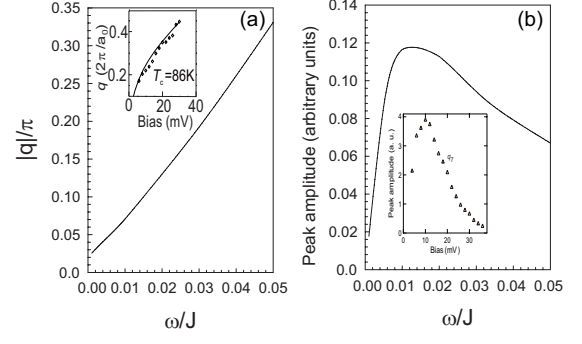 (a)
0.35
0.30
0.25
0.20
0.15
0.10
0.05
0.0
|q|/π
0.00 0.01 0.02 0.03 0.04 0.05
ω/J
q (2π/a₀)
0.4
0.2
T_c=86K
0 20 40
Bias (mV)
(b)
0.14
0.12
0.10
0.08
0.06
0.04
0.02
0.0
Peak amplitude (arbitrary units)
0.00 0.01 0.02 0.03 0.04 0.05
ω/J
Peak amplitude (a. u.)
4
3
2
1
0
q₇
0 10 20 30
Bias (mV)